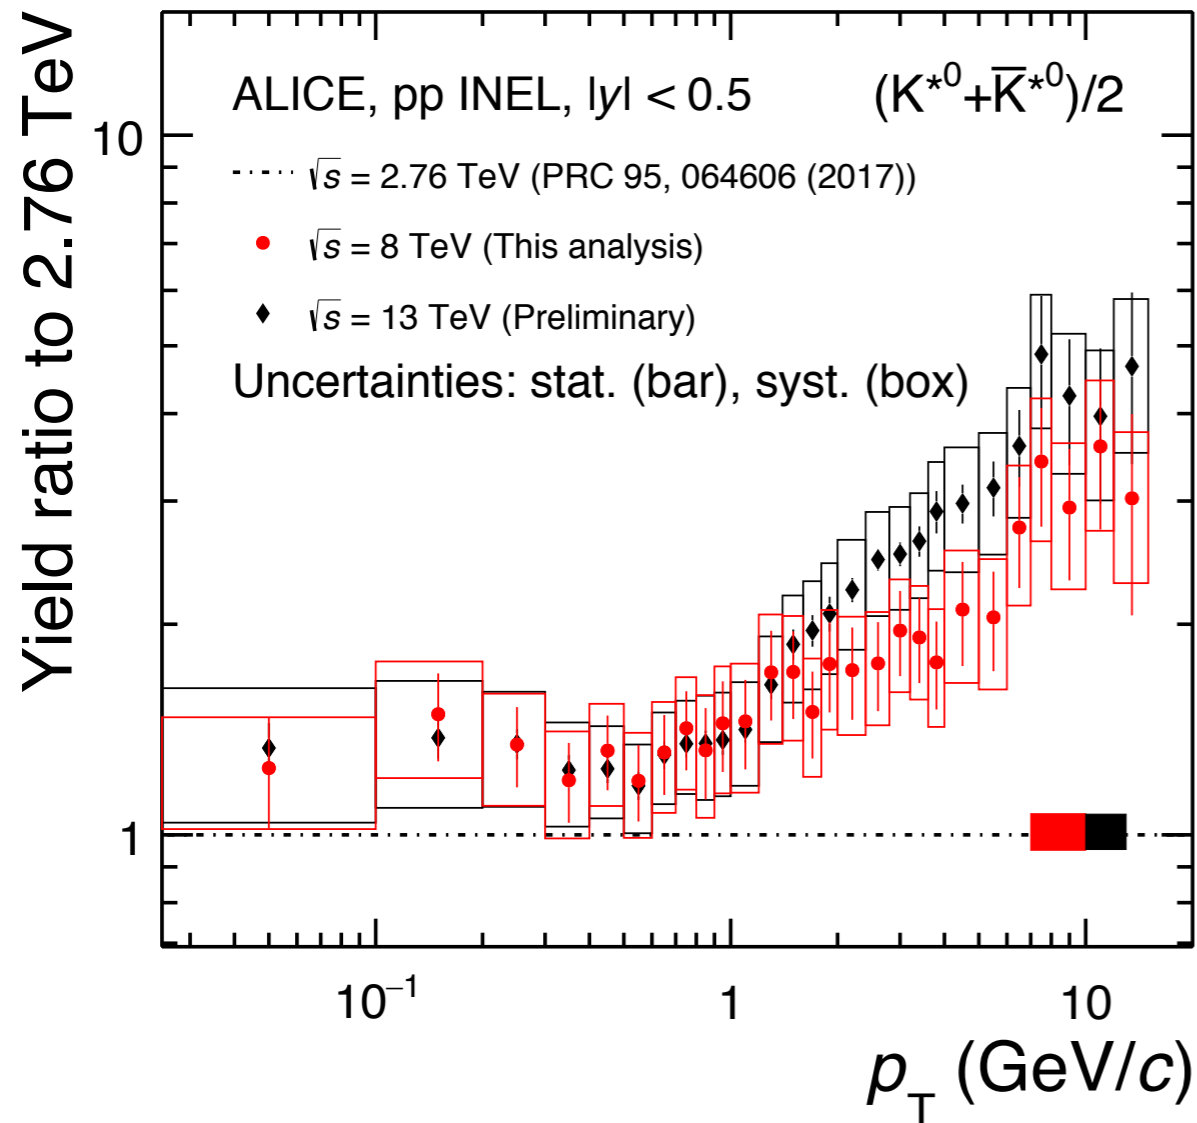 Yield ratio to 2.76 TeV
ALICE, pp INEL, |y| < 0.5 (K*⁰+K̅*⁰)/2
√s = 2.76 TeV (PRC 95, 064606 (2017))
√s = 8 TeV (This analysis)
√s = 13 TeV (Preliminary)
Uncertainties: stat. (bar), syst. (box)
10
1
10⁻¹ 1 10
p_T (GeV/c)